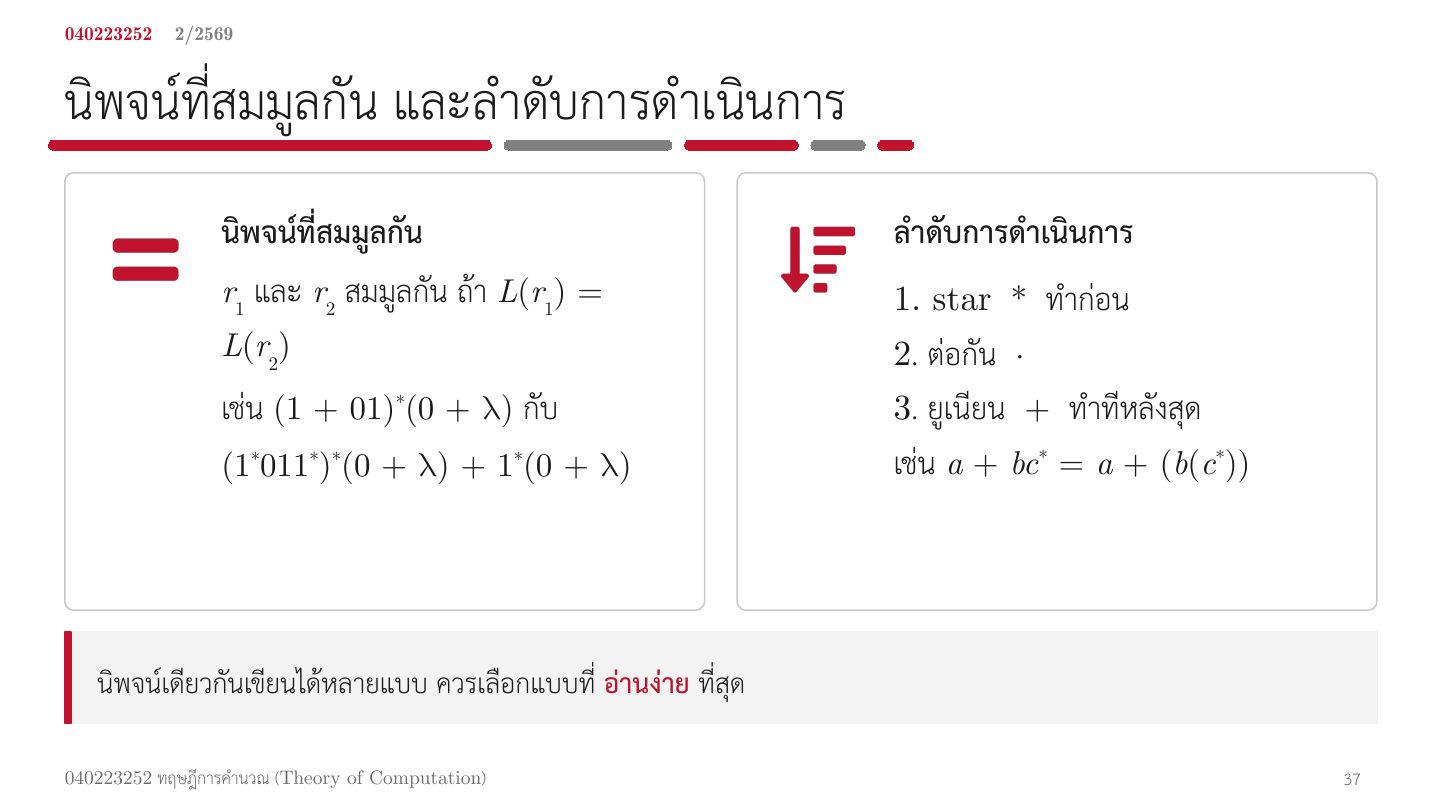 040223252 2/2569
นิพจน์ที่สมมูลกัน และลำดับการดำเนินการ
นิพจน์ที่สมมูลกัน
r₁ และ r₂ สมมูลกัน ถ้า L(r₁) =
L(r₂)
เช่น (1 + 01)*(0 + λ) กับ
(1*011*)*(0 + λ) + 1*(0 + λ)
ลำดับการดำเนินการ
1. star * ทำก่อน
2. ต่อกัน ·
3. ยูเนียน + ทำทีหลังสุด
เช่น a + bc* = a + (b(c*))
นิพจน์เดียวกันเขียนได้หลายแบบ ควรเลือกแบบที่ อ่านง่าย ที่สุด
040223252 ทฤษฎีการคำนวณ (Theory of Computation)
37